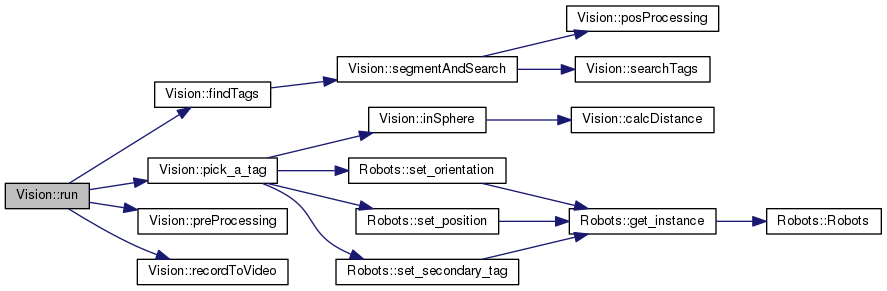 Vision::posProcessing
Vision::segmentAndSearch
Vision::searchTags
Vision::findTags
Vision::inSphere
Vision::calcDistance
Vision::pick_a_tag
Robots::set_orientation
Vision::run
Vision::preProcessing
Robots::set_position
Robots::get_instance
Robots::Robots
Vision::recordToVideo
Robots::set_secondary_tag